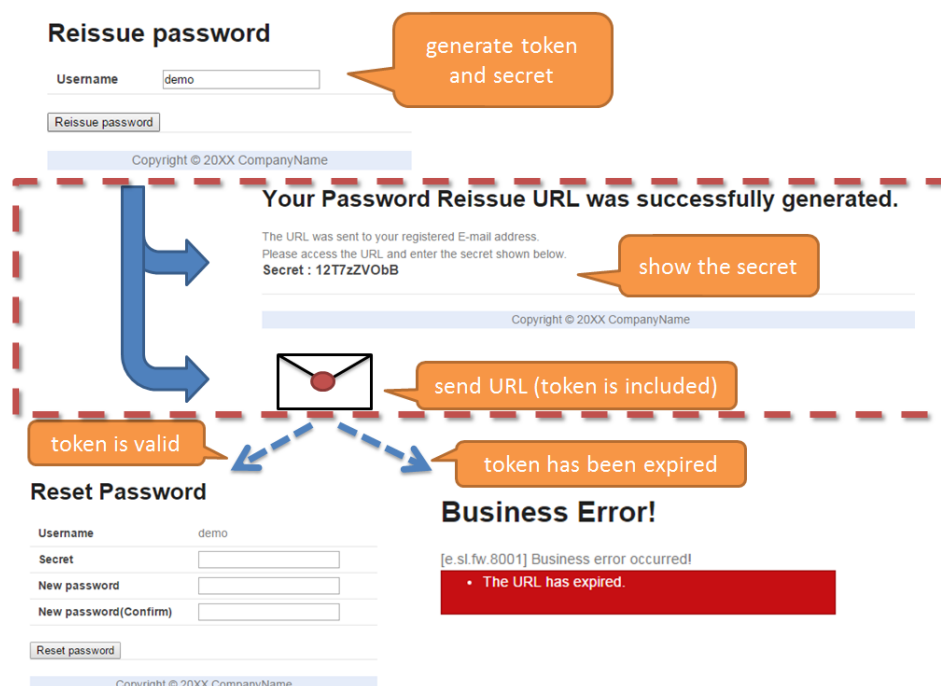 Reissue password
generate token
and secret
Username demo
Reissue password
Copyright © 20XX CompanyName
Your Password Reissue URL was successfully generated.
The URL was sent to your registered E-mail address.
Please access the URL and enter the secret shown below.
Secret : 12T7zZVObB
show the secret
Copyright © 20XX CompanyName
send URL (token is included)
token is valid
token has been expired
Reset Password
Username demo
Secret
New password
New password(Confirm)
Reset password
Copyright © 20XX CompanyName
Business Error!
[e.sl.fw.8001] Business error occurred!
• The URL has expired.